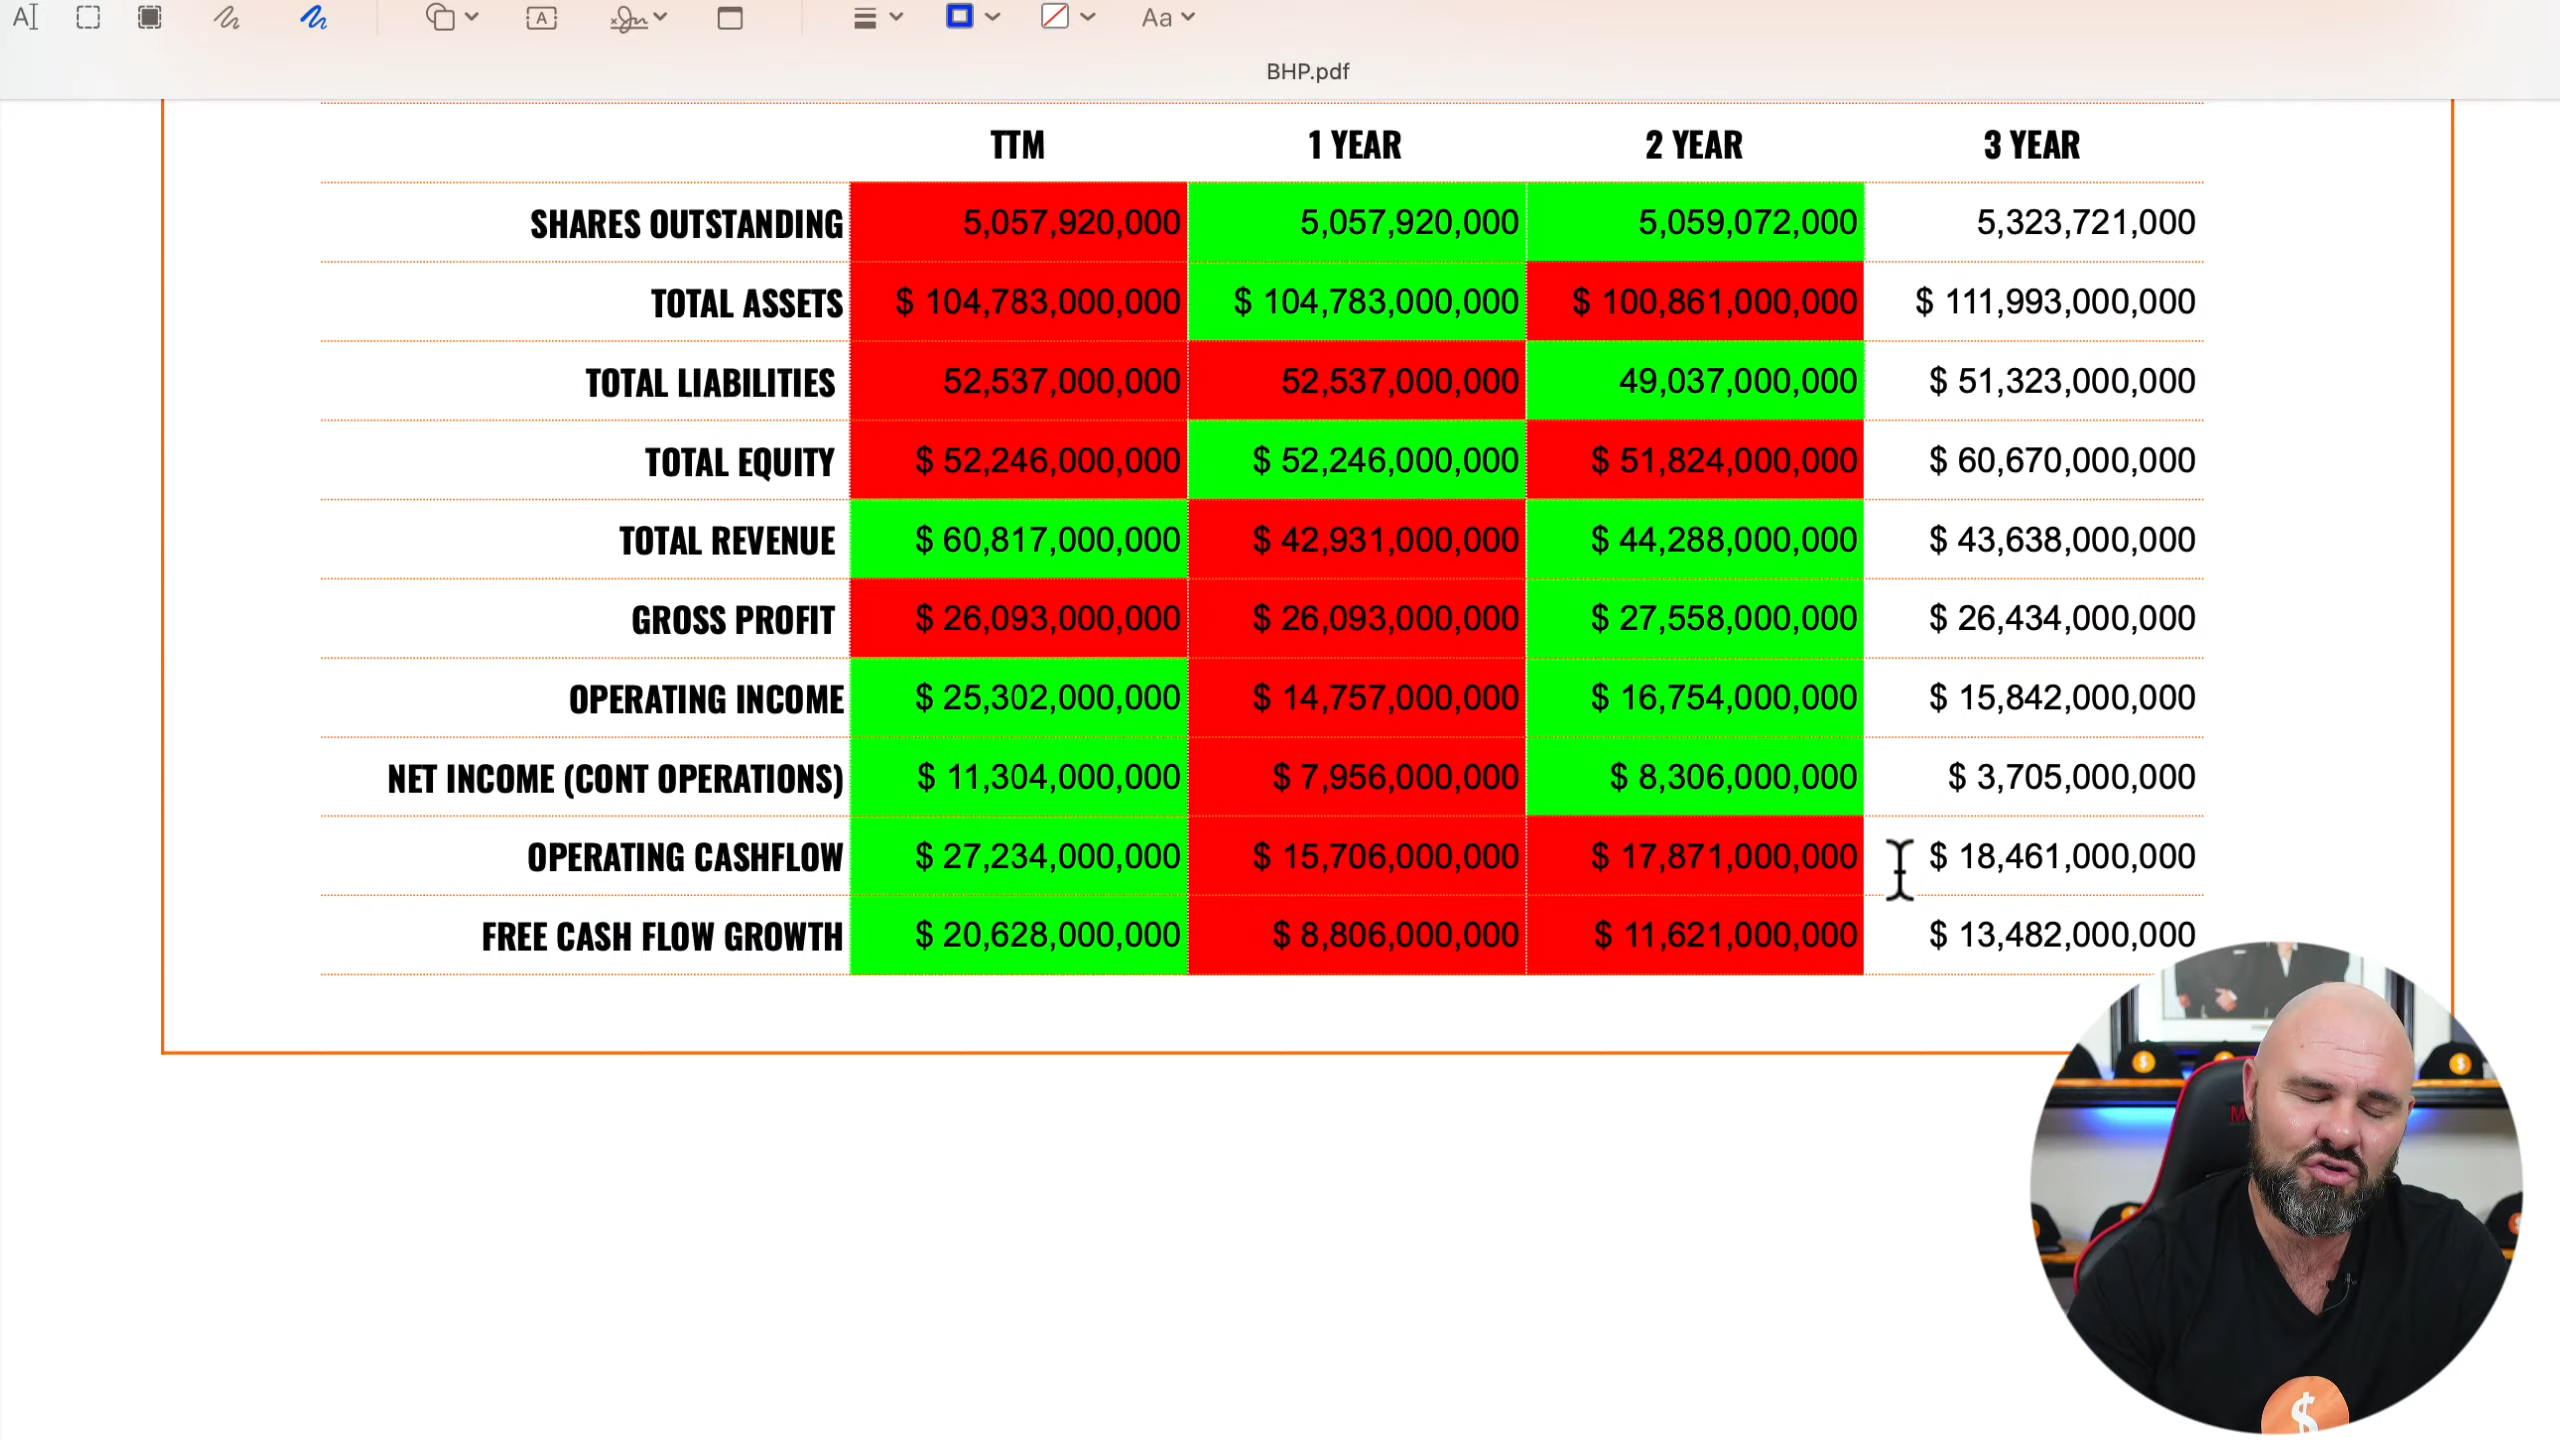 BHP.pdf
TTM 1 YEAR 2 YEAR 3 YEAR
SHARES OUTSTANDING 5,057,920,000 5,057,920,000 5,059,072,000 5,323,721,000
TOTAL ASSETS $ 104,783,000,000 $ 104,783,000,000 $ 100,861,000,000 $ 111,993,000,000
TOTAL LIABILITIES 52,537,000,000 52,537,000,000 49,037,000,000 $ 51,323,000,000
TOTAL EQUITY $ 52,246,000,000 $ 52,246,000,000 $ 51,824,000,000 $ 60,670,000,000
TOTAL REVENUE $ 60,817,000,000 $ 42,931,000,000 $ 44,288,000,000 $ 43,638,000,000
GROSS PROFIT $ 26,093,000,000 $ 26,093,000,000 $ 27,558,000,000 $ 26,434,000,000
OPERATING INCOME $ 25,302,000,000 $ 14,757,000,000 $ 16,754,000,000 $ 15,842,000,000
NET INCOME (CONT OPERATIONS) $ 11,304,000,000 $ 7,956,000,000 $ 8,306,000,000 $ 3,705,000,000
OPERATING CASHFLOW $ 27,234,000,000 $ 15,706,000,000 $ 17,871,000,000 $ 18,461,000,000
FREE CASH FLOW GROWTH $ 20,628,000,000 $ 8,806,000,000 $ 11,621,000,000 $ 13,482,000,000
A
A
Aa
M
$
$
$